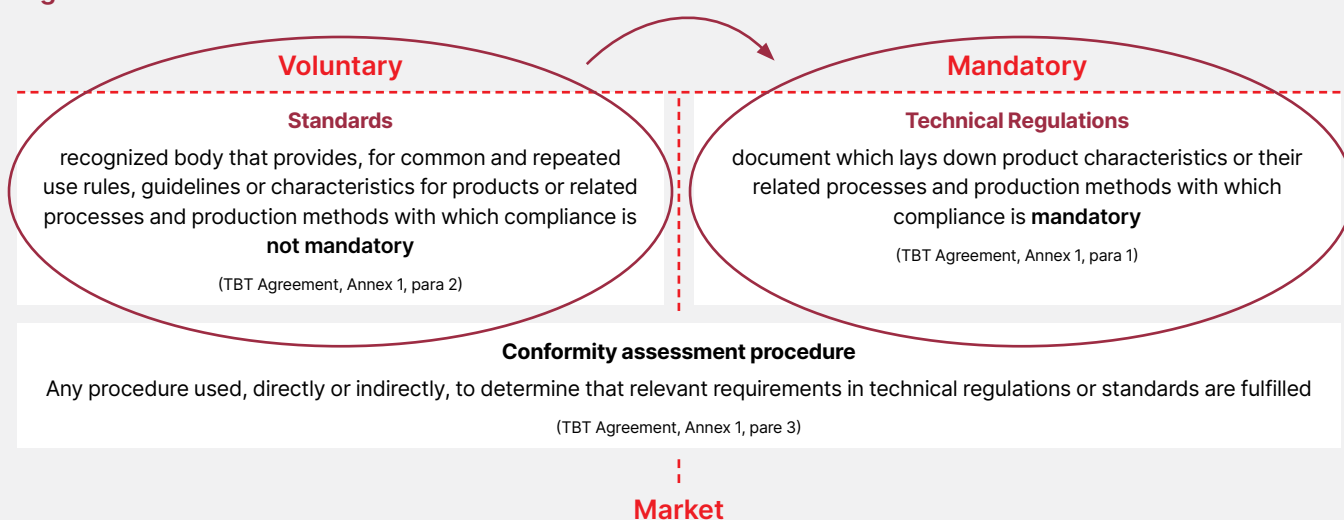 Voluntary
Mandatory
Standards
recognized body that provides, for common and repeated
use rules, guidelines or characteristics for products or related
processes and production methods with which compliance is
not mandatory
(TBT Agreement, Annex 1, para 2)
Technical Regulations
document which lays down product characteristics or their
related processes and production methods with which
compliance is mandatory
(TBT Agreement, Annex 1, para 1)
Conformity assessment procedure
Any procedure used, directly or indirectly, to determine that relevant requirements in technical regulations or standards are fulfilled
(TBT Agreement, Annex 1, pare 3)
Market